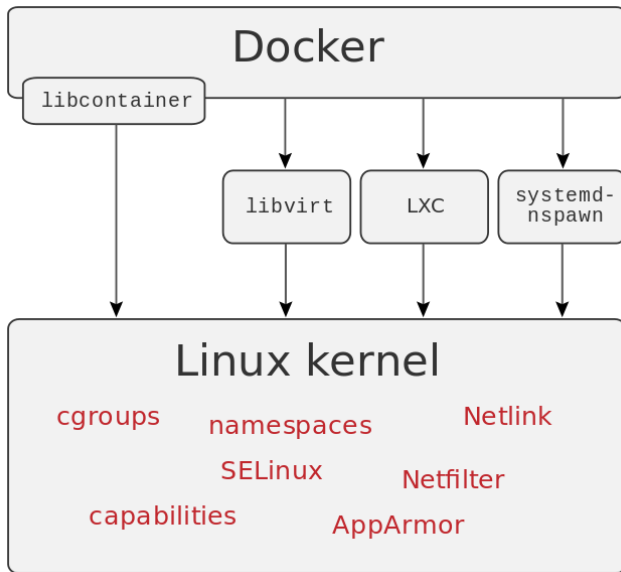 Docker
libcontainer
libvirt
LXC
systemd-
nspawn
Linux kernel
cgroups
namespaces
Netlink
SELinux
Netfilter
capabilities
AppArmor